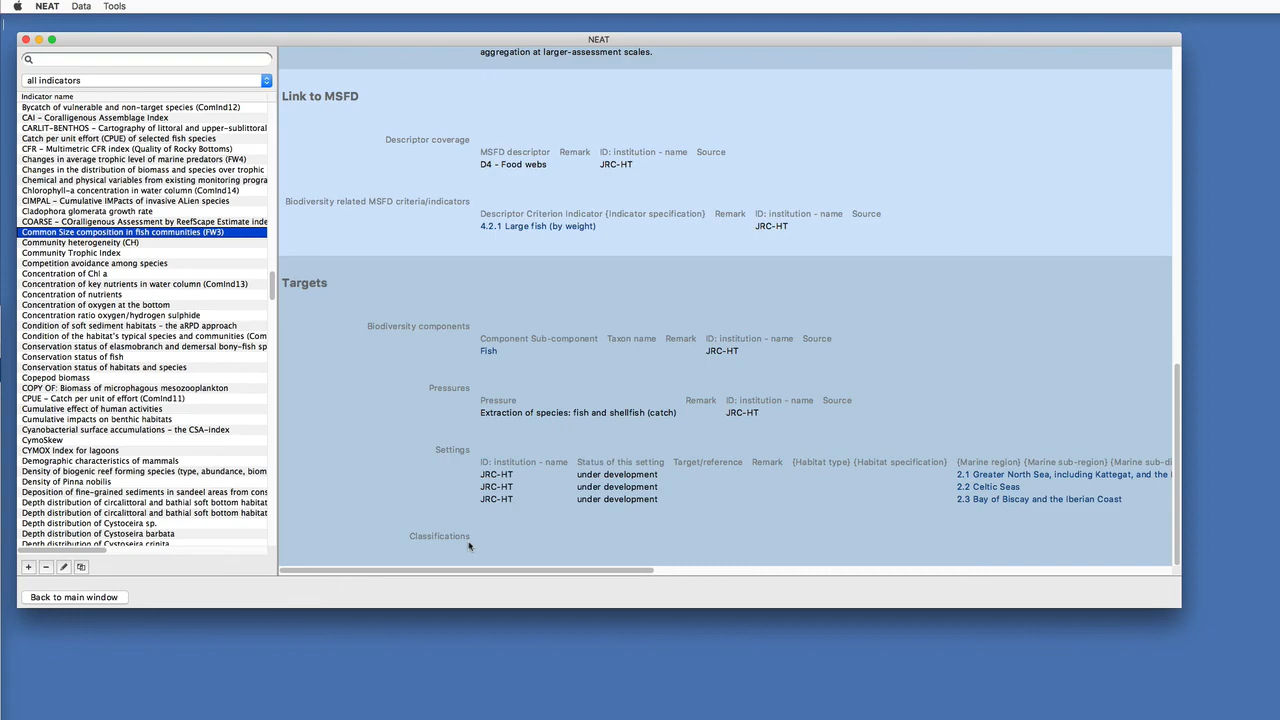 NEAT Data Tools
NEAT
all indicators
Indicator name
Bycatch of vulnerable and non-target species (ComInd12)
CAI - Coralligenous Assemblage Index
CARLIT-BENTHOS - Cartography of littoral and upper-sublittoral
Catch per unit effort (CPUE) of selected fish species
CFR - Multimetric CFR index (Quality of Rocky Bottoms)
Changes in average trophic level of marine predators (FW4)
Changes in the distribution of biomass and species over trophic
Chemical and physical variables from existing monitoring progra
Chlorophyll-a concentration in water column (ComInd14)
CIMPAL - Cumulative IMPacts of invasive ALien species
Cladophora glomerata growth rate
COARSE - COralligenous Assessment by ReefScape Estimate inde
Common Size composition in fish communities (FW3)
Community heterogeneity (CH)
Community Trophic Index
Competition avoidance among species
Concentration of Chl a
Concentration of key nutrients in water column (ComInd13)
Concentration of nutrients
Concentration of oxygen at the bottom
Concentration ratio oxygen/hydrogen sulphide
Condition of soft sediment habitats - the aRPD approach
Condition of the habitat's typical species and communities (Com
Conservation status of elasmobranch and demersal bony-fish sp
Conservation status of fish
Conservation status of habitats and species
Copepod biomass
COPY OF: Biomass of microphagous mesozooplankton
CPUE - Catch per unit of effort (ComInd11)
Cumulative effect of human activities
Cumulative impacts on benthic habitats
Cyanobacterial surface accumulations - the CSA-index
CymoSkew
CYMOX Index for lagoons
Demographic characteristics of mammals
Density of biogenic reef forming species (type, abundance, biom
Density of Pinna nobilis
Deposition of fine-grained sediments in sandeel areas from cons
Depth distribution of circalittoral and bathial soft bottom habitat
Depth distribution of circalittoral and bathial soft bottom habitat
Depth distribution of Cystoceira sp.
Depth distribution of Cystoseira barbata
Depth distribution of Cystoseira crinita
Back to main window
aggregation at larger-assessment scales.
Link to MSFD
Descriptor coverage
MSFD descriptor Remark ID: institution - name Source
D4 - Food webs JRC-HT
Biodiversity related MSFD criteria/indicators
Descriptor Criterion Indicator {Indicator specification} Remark ID: institution - name Source
4.2.1 Large fish (by weight) JRC-HT
Targets
Biodiversity components
Component Sub-component Taxon name Remark ID: institution - name Source
Fish JRC-HT
Pressures
Pressure Remark ID: institution - name Source
Extraction of species: fish and shellfish (catch) JRC-HT
Settings
ID: institution - name Status of this setting Target/reference Remark {Habitat type} {Habitat specification} {Marine region} {Marine sub-region} {Marine sub-di
JRC-HT under development 2.1 Greater North Sea, including Kattegat, and the
JRC-HT under development 2.2 Celtic Seas
JRC-HT under development 2.3 Bay of Biscay and the Iberian Coast
Classifications